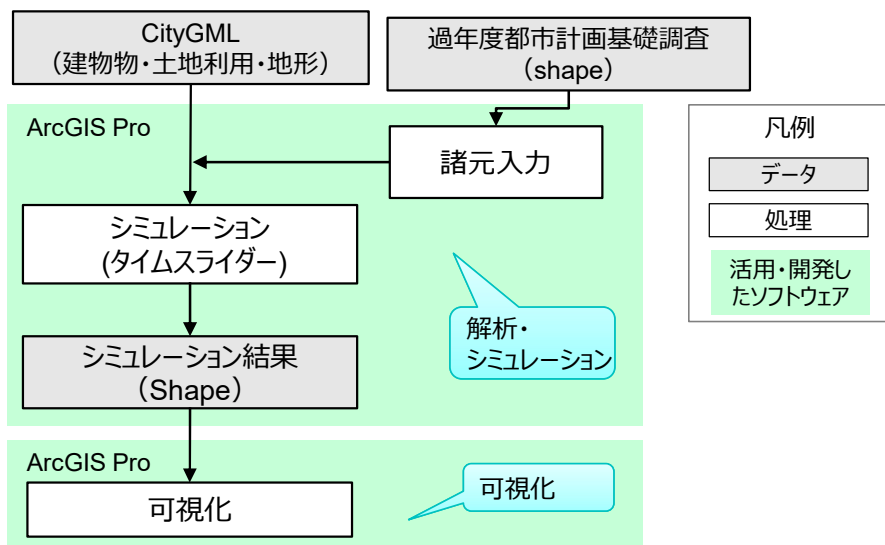 CityGML
（建物物・土地利用・地形）
過年度都市計画基礎調査
（shape）
ArcGIS Pro
諸元入力
凡例
データ
処理
活用・開発し
たソフトウェア
シミュレーション
(タイムスライダー)
解析・
シミュレーション
シミュレーション結果
（Shape）
ArcGIS Pro
可視化
可視化